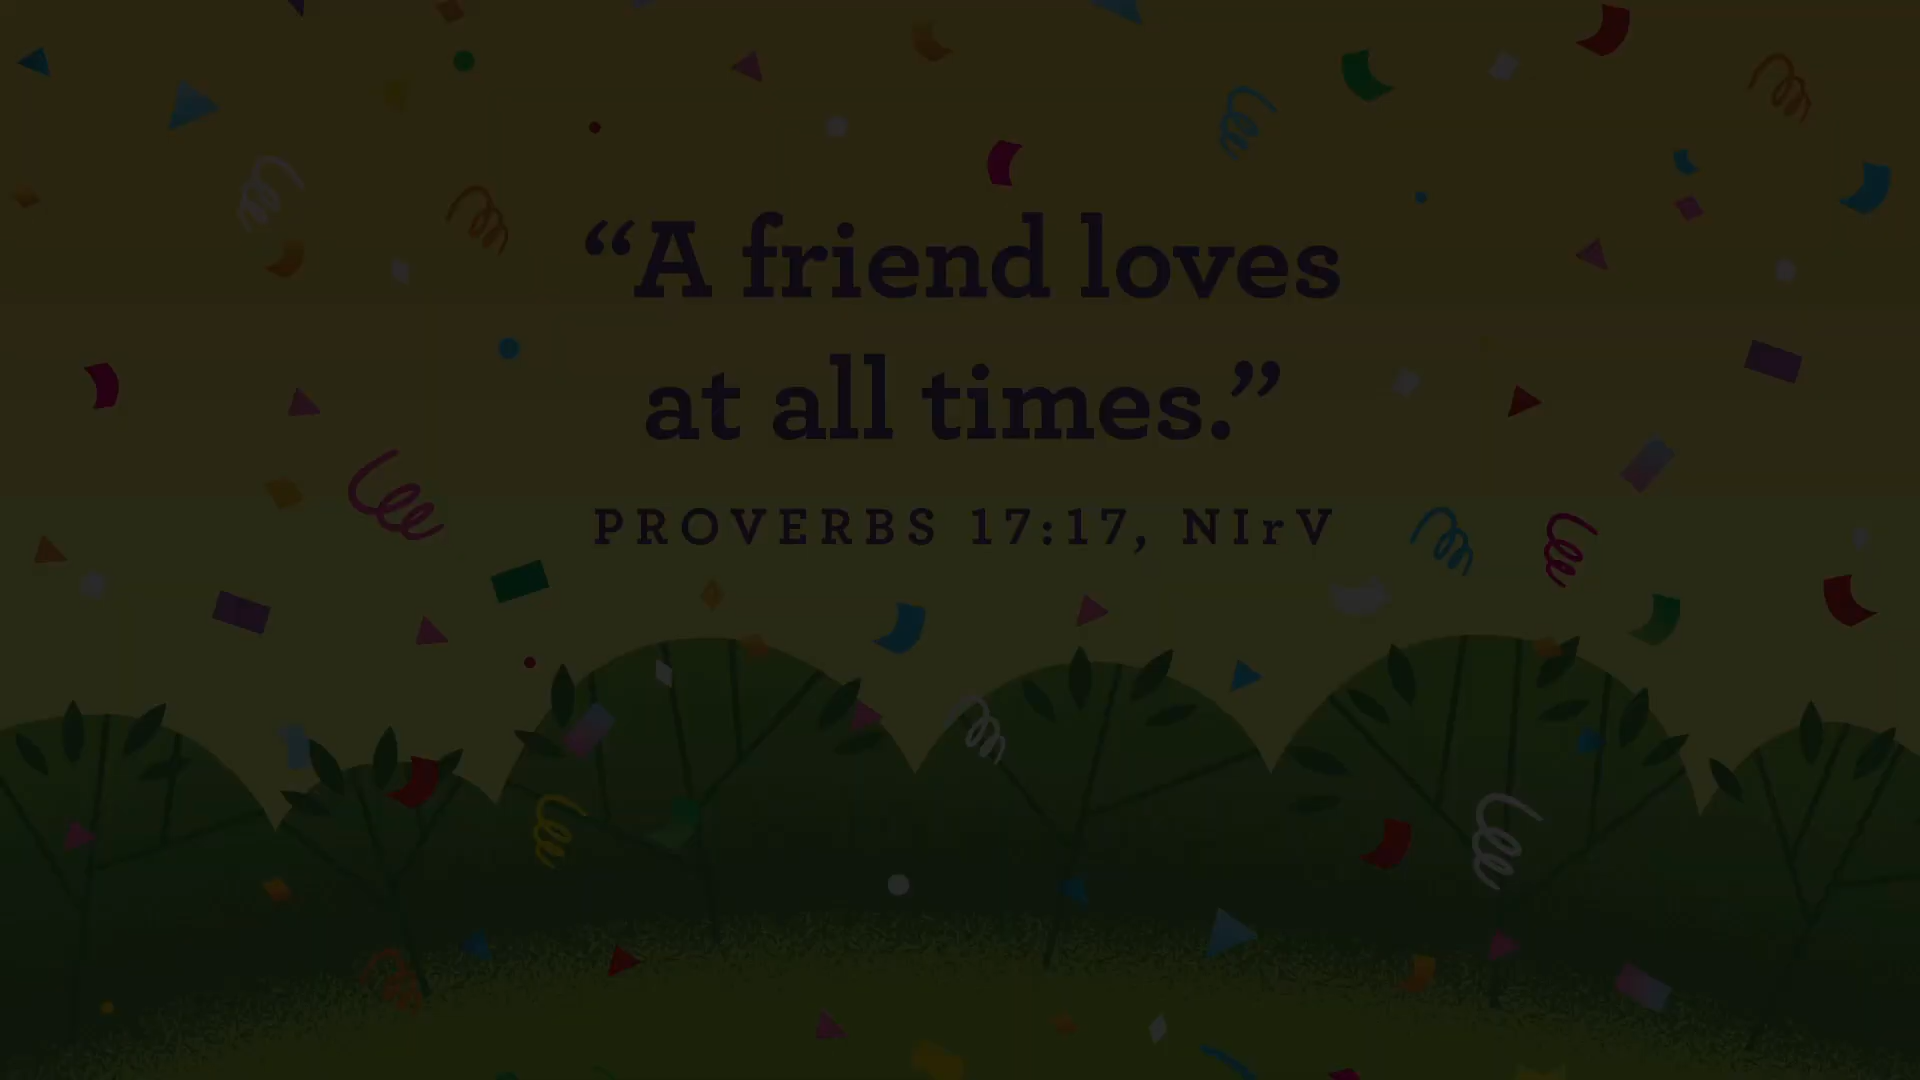 “A friend loves
at all times.”
PROVERBS 17:17, NIrV